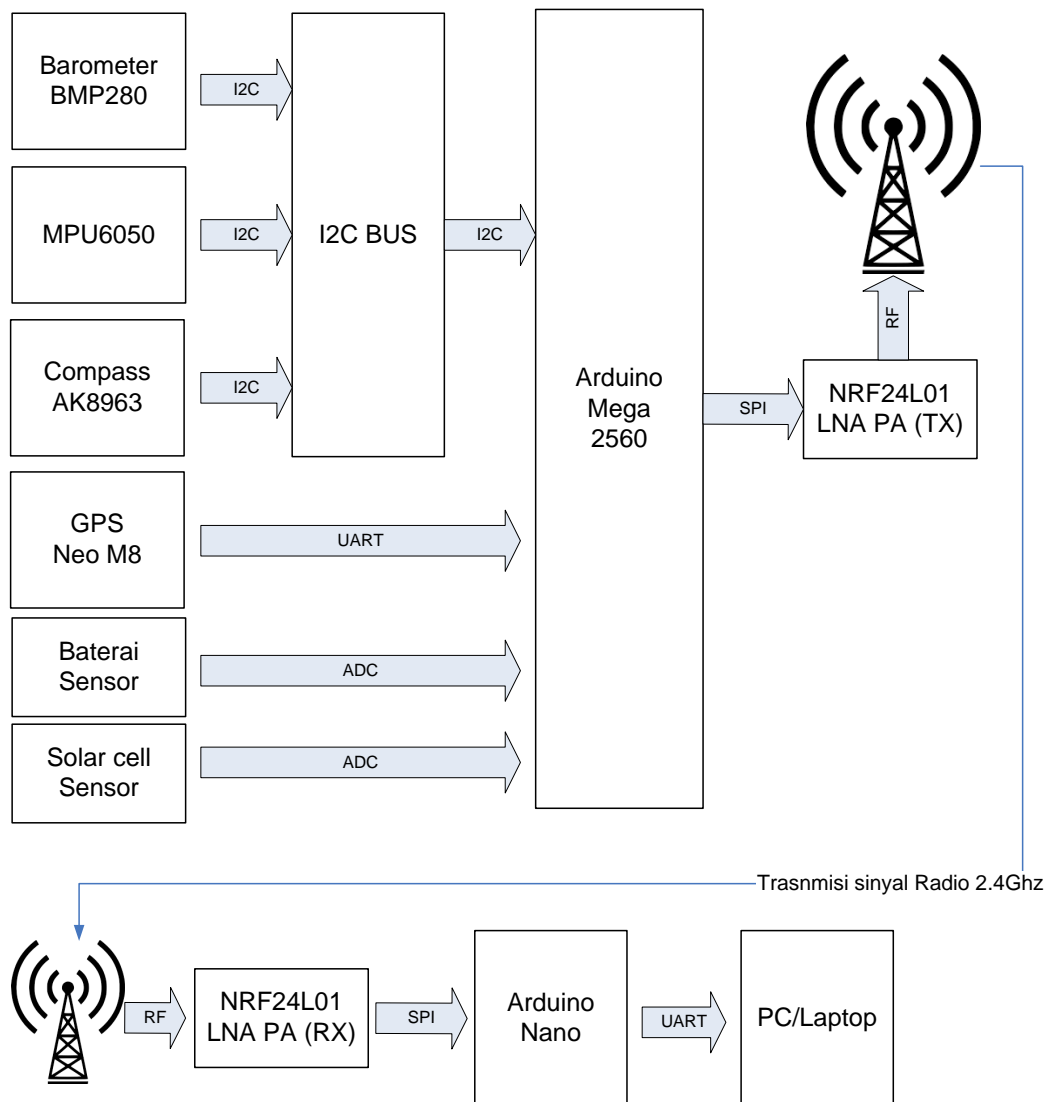 Barometer
BMP280
I2C
MPU6050
I2C
I2C BUS
I2C
Compass
AK8963
I2C
Arduino
Mega
2560
RF
SPI
NRF24L01
LNA PA (TX)
GPS
Neo M8
UART
Baterai
Sensor
ADC
Solar cell
Sensor
ADC
Trasnmisi sinyal Radio 2.4Ghz
RF
NRF24L01
LNA PA (RX)
SPI
Arduino
Nano
UART
PC/Laptop